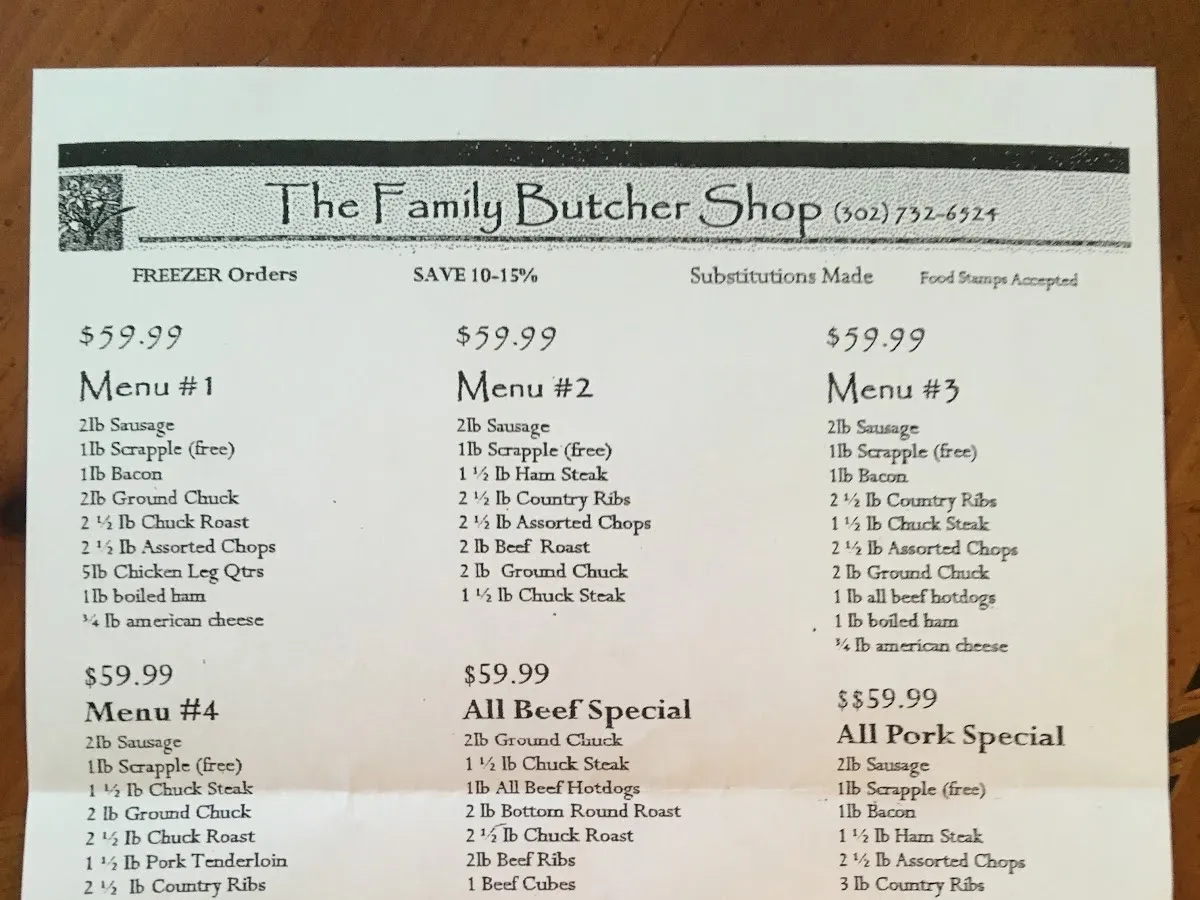 The Family Butcher Shop (302) 732-6524
FREEZER Orders SAVE 10-15% Substitutions Made Food Stamps Accepted
$59.99
Menu #1
2lb Sausage
1lb Scrapple (free)
1lb Bacon
2lb Ground Chuck
2 ½ lb Chuck Roast
2 ½ lb Assorted Chops
5lb Chicken Leg Qtrs
1lb boiled ham
¾ lb american cheese
$59.99
Menu #2
2lb Sausage
1lb Scrapple (free)
1 ½ lb Ham Steak
2 ½ lb Country Ribs
2 ½ lb Assorted Chops
2 lb Beef Roast
2 lb Ground Chuck
1 ½ lb Chuck Steak
$59.99
Menu #3
2lb Sausage
1lb Scrapple (free)
1lb Bacon
2 ½ lb Country Ribs
1 ½ lb Chuck Steak
2 ½ lb Assorted Chops
2 lb Ground Chuck
1 lb all beef hotdogs
1 lb boiled ham
¾ lb american cheese
$59.99
Menu #4
2lb Sausage
1lb Scrapple (free)
1 ½ lb Chuck Steak
2 lb Ground Chuck
2 ½ lb Chuck Roast
1 ½ lb Pork Tenderloin
2 ½ lb Country Ribs
$59.99
All Beef Special
2lb Ground Chuck
1 ½ lb Chuck Steak
1lb All Beef Hotdogs
2 lb Bottom Round Roast
2 ½ lb Chuck Roast
2lb Beef Ribs
1 Beef Cubes
$$59.99
All Pork Special
2lb Sausage
1lb Scrapple (free)
1lb Bacon
1 ½ lb Ham Steak
2 ½ lb Assorted Chops
3 lb Country Ribs